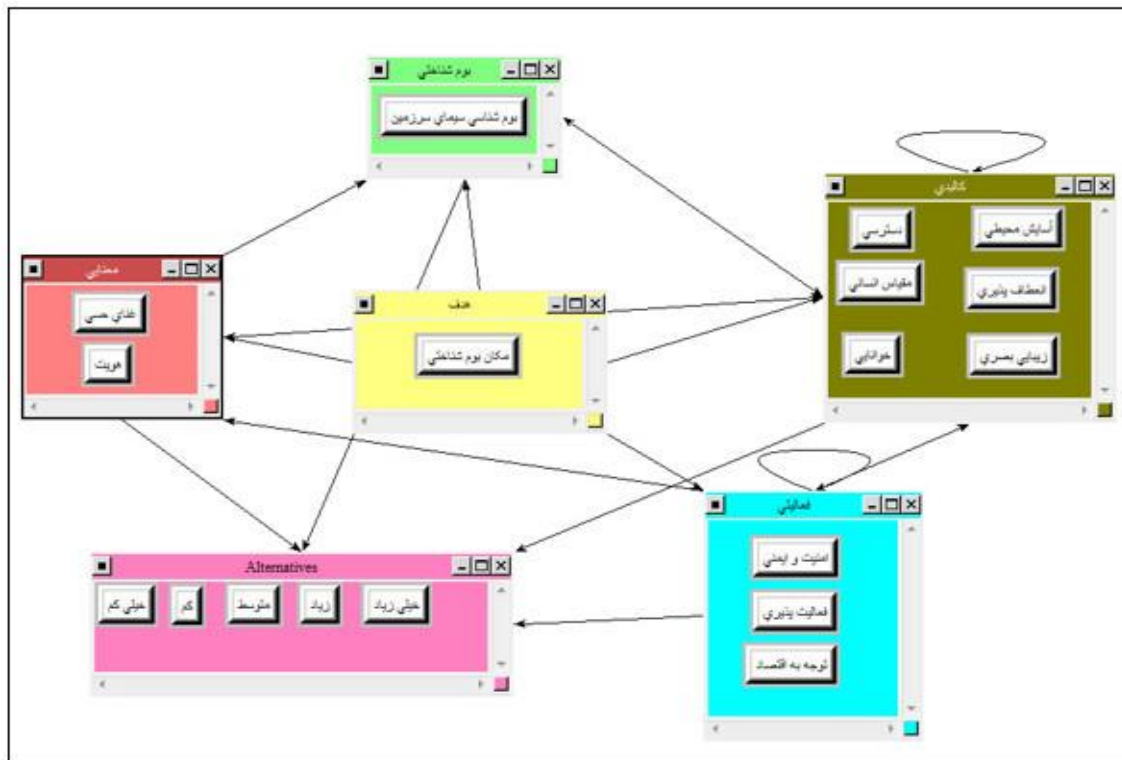 بوم شناختي
بوم شناسي سيماي سرزمين
كالبدي
دسترسي
آسايش محيطي
مقياس انساني
انعطاف پذيري
خوانايي
زيبايي بصري
معنايي
غناي حسي
هويت
هدف
مكان بوم شناختي
فعاليتي
امنيت و ايمني
فعاليت پذيري
توجه به اقتصاد
Alternatives
خيلي كم
كم
متوسط
زياد
خيلي زياد